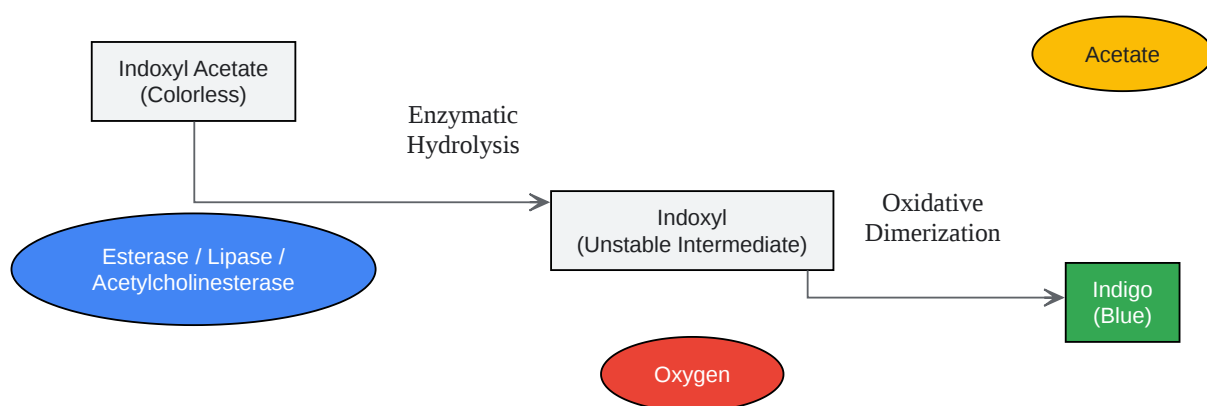 Indoxyl Acetate
(Colorless)
Acetate
Enzymatic
Hydrolysis
Esterase / Lipase /
Acetylcholinesterase
Indoxyl
(Unstable Intermediate)
Oxidative
Dimerization
Indigo
(Blue)
Oxygen